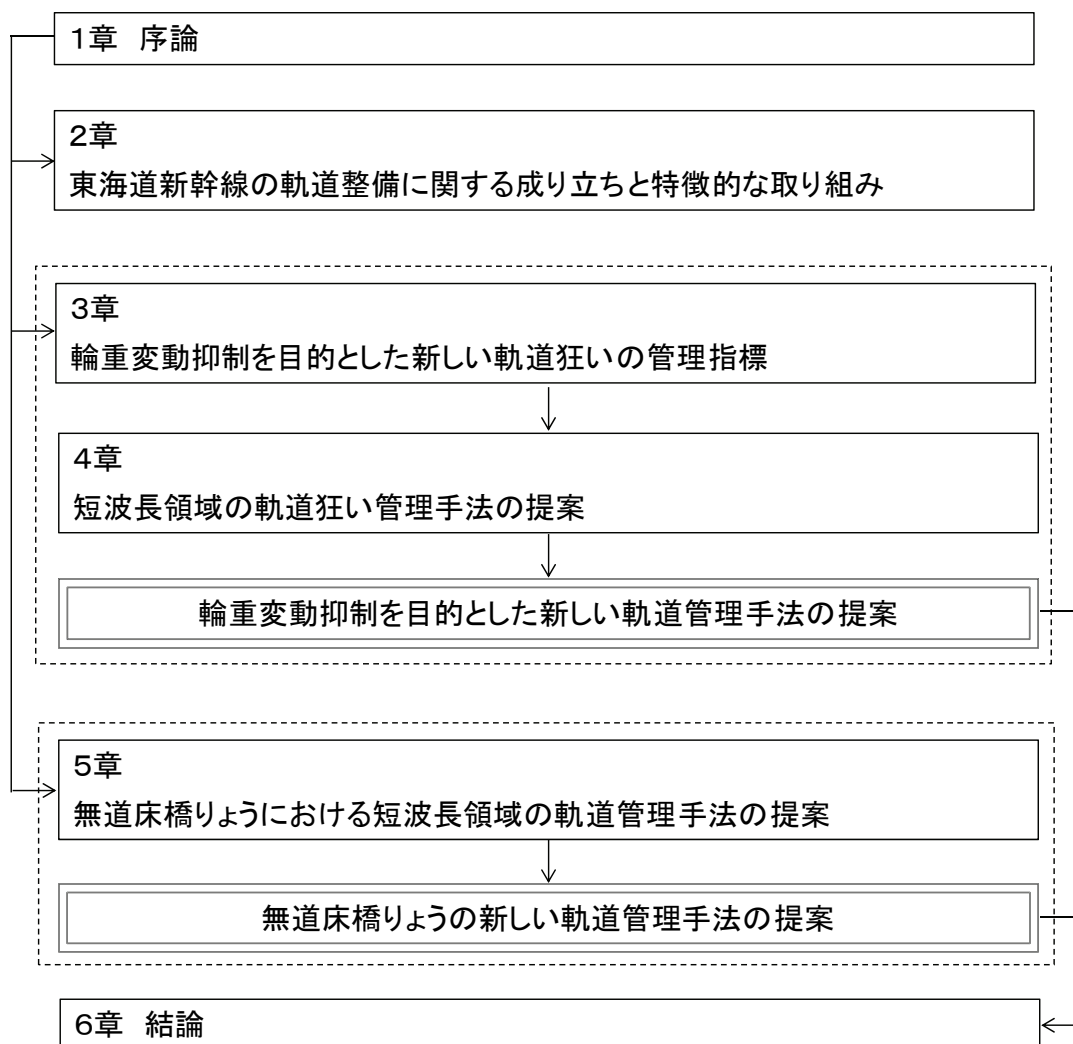 1章 序論
2章
東海道新幹線の軌道整備に関する成り立ちと特徴的な取り組み
3章
輪重変動抑制を目的とした新しい軌道狂いの管理指標
4章
短波長領域の軌道狂い管理手法の提案
輪重変動抑制を目的とした新しい軌道管理手法の提案
5章
無道床橋りょうにおける短波長領域の軌道管理手法の提案
無道床橋りょうの新しい軌道管理手法の提案
6章 結論